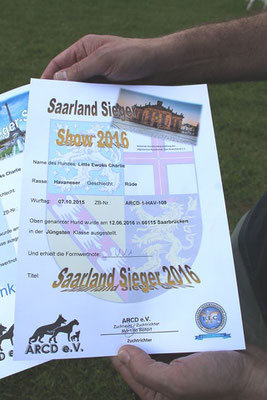 Saarland Sieger
Show 2016
Name des Hundes: Little Ewoks Charlie
Rasse: Havaneser Geschlecht: Rüde
Wurftag: 07.10.2015 ZB-Nr.: ARCD-1-HAV-108
Oben genannter Hund wurde am 12.06.2016 in 66115 Saarbrücken
In der Jüngsten Klasse ausgestellt.
Und erhält die Formwertnote
Titel:
Saarland Sieger 2016
ARCD e.V.
ARCD e.V.
Zuchtrichter